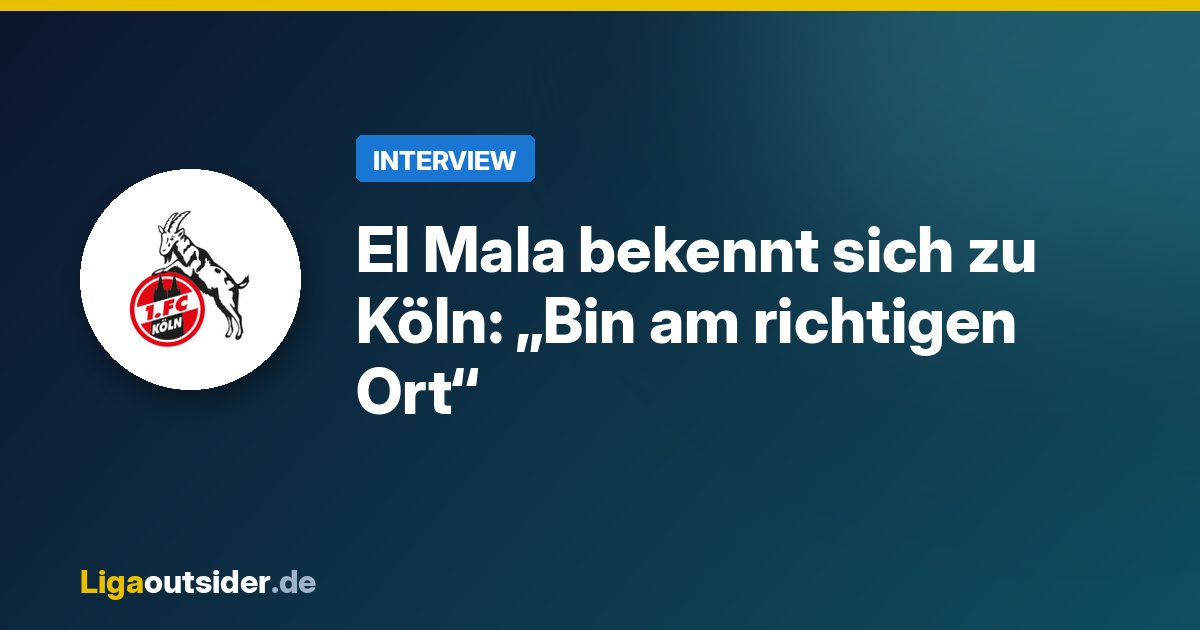 INTERVIEW
El Mala bekennt sich zu
Köln: „Bin am richtigen
Ort“
1.FC
KÖLN
Ligaoutsider.de